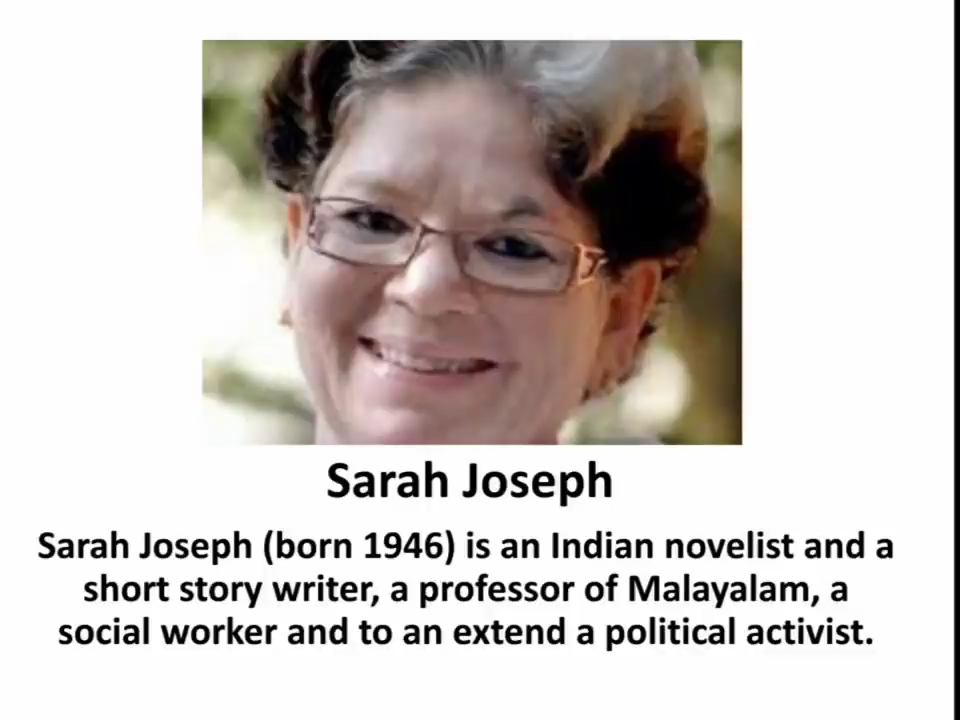 Sarah Joseph
Sarah Joseph (born 1946) is an Indian novelist and a
short story writer, a professor of Malayalam, a
social worker and to an extend a political activist.